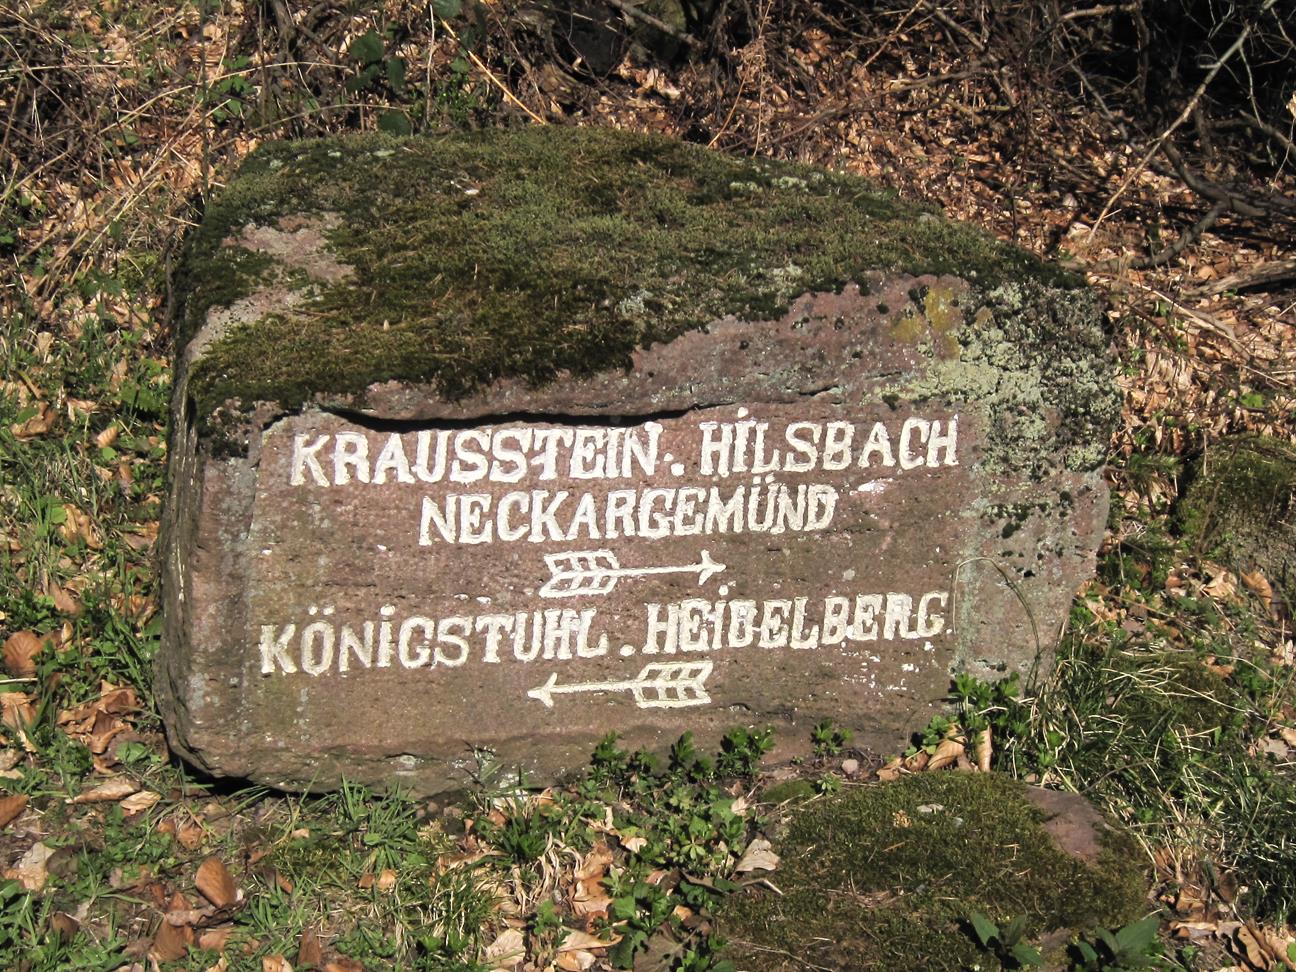 KRAUSSTEIN . HILSBACH
NECKARGEMÜND
KÖNIGSTUHL . HEIDELBERG.